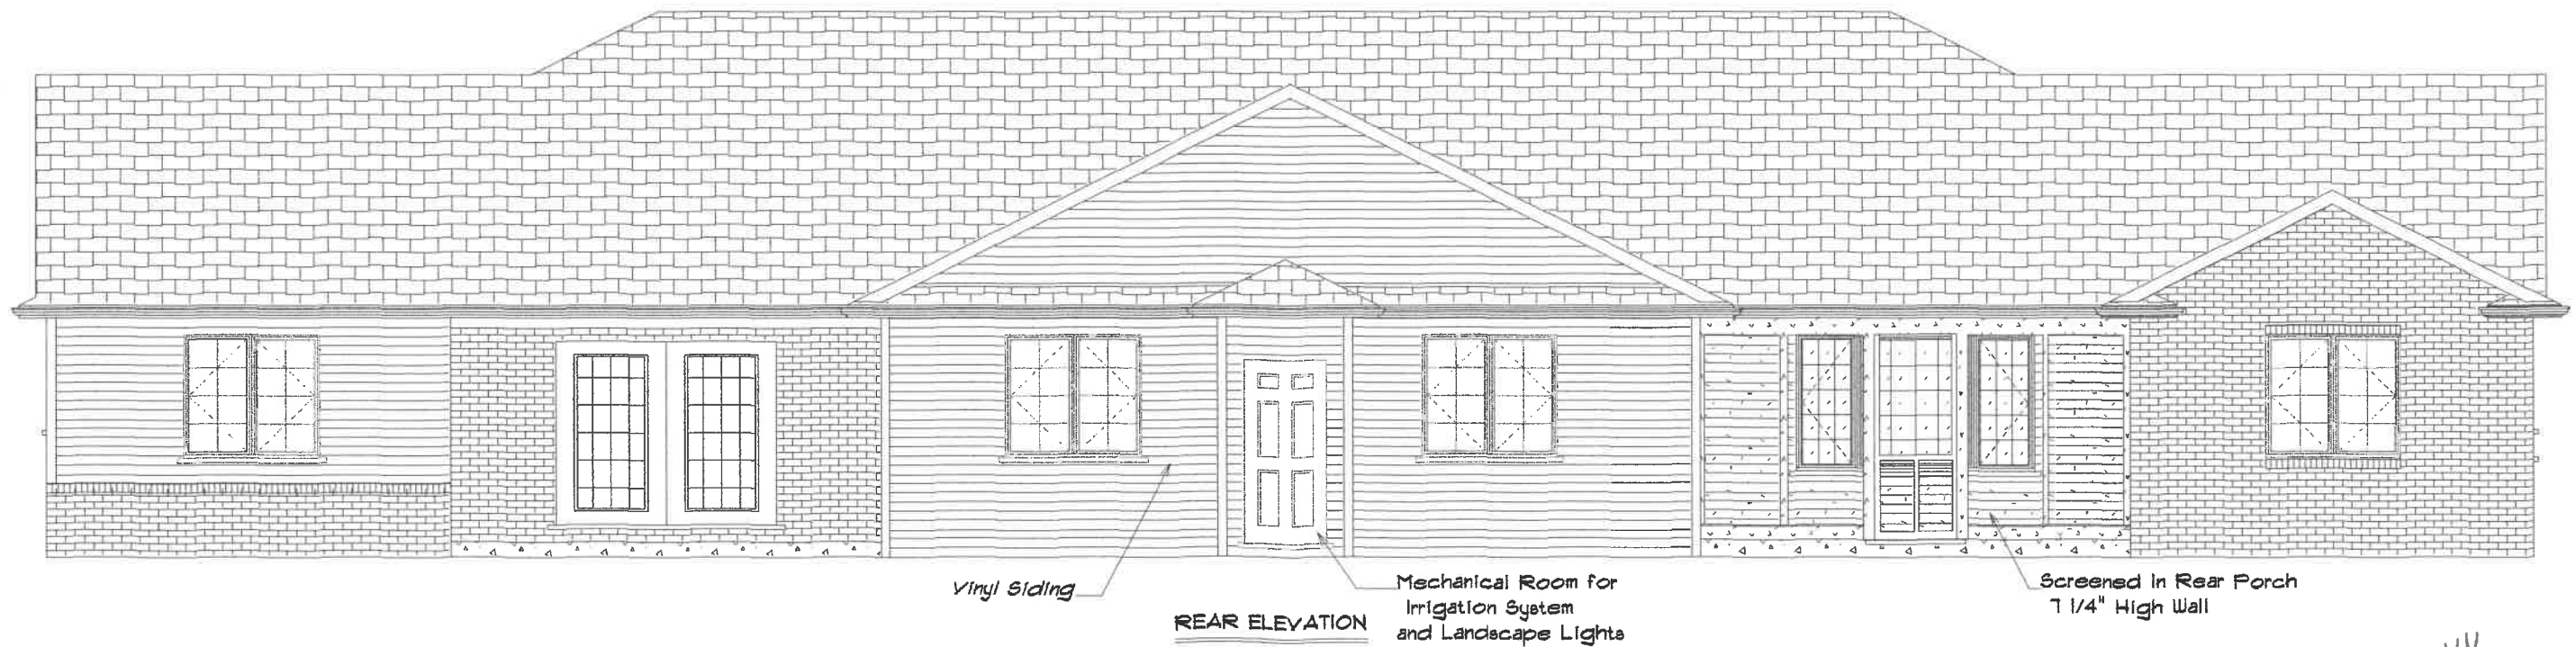 Vinyl Siding
REAR ELEVATION
Mechanical Room for
Irrigation System
and Landscape Lights
Screened in Rear Porch
7 1/4" High Wall